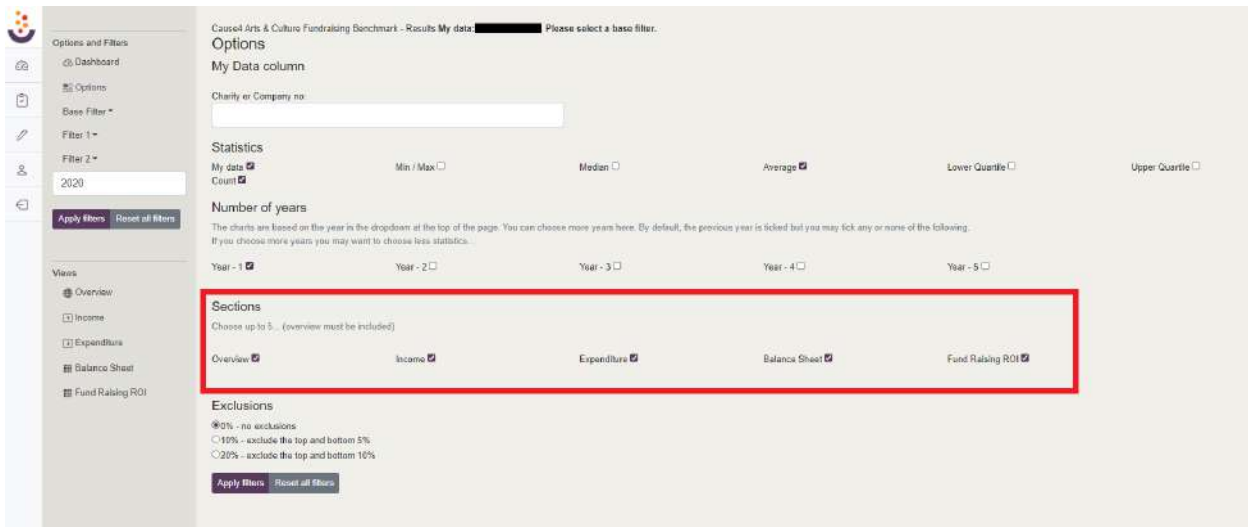 Cause4 Arts & Culture Fundraising Benchmark - Results My data: Please select a base filter.
Options and Filters
Dashboard
Options
Base Filter
Filter 1
Filter 2
2020
Apply filters Reset all filters
Views
Overview
Income
Expenditure
Balance Sheet
Fund Raising ROI
Options
My Data column
Charity or Company no:
Statistics
My data Min / Max Median Average Lower Quartile Upper Quartile
Count
Number of years
The charts are based on the year in the dropdown at the top of the page. You can choose more years here. By default, the previous year is ticked but you may tick any or none of the following.
If you choose more years you may want to choose less statistics...
Year - 1 Year - 2 Year - 3 Year - 4 Year - 5
Sections
Choose up to 5... (overview must be included)
Overview Income Expenditure Balance Sheet Fund Raising ROI
Exclusions
0% - no exclusions
10% - exclude the top and bottom 5%
20% - exclude the top and bottom 10%
Apply filters Reset all filters